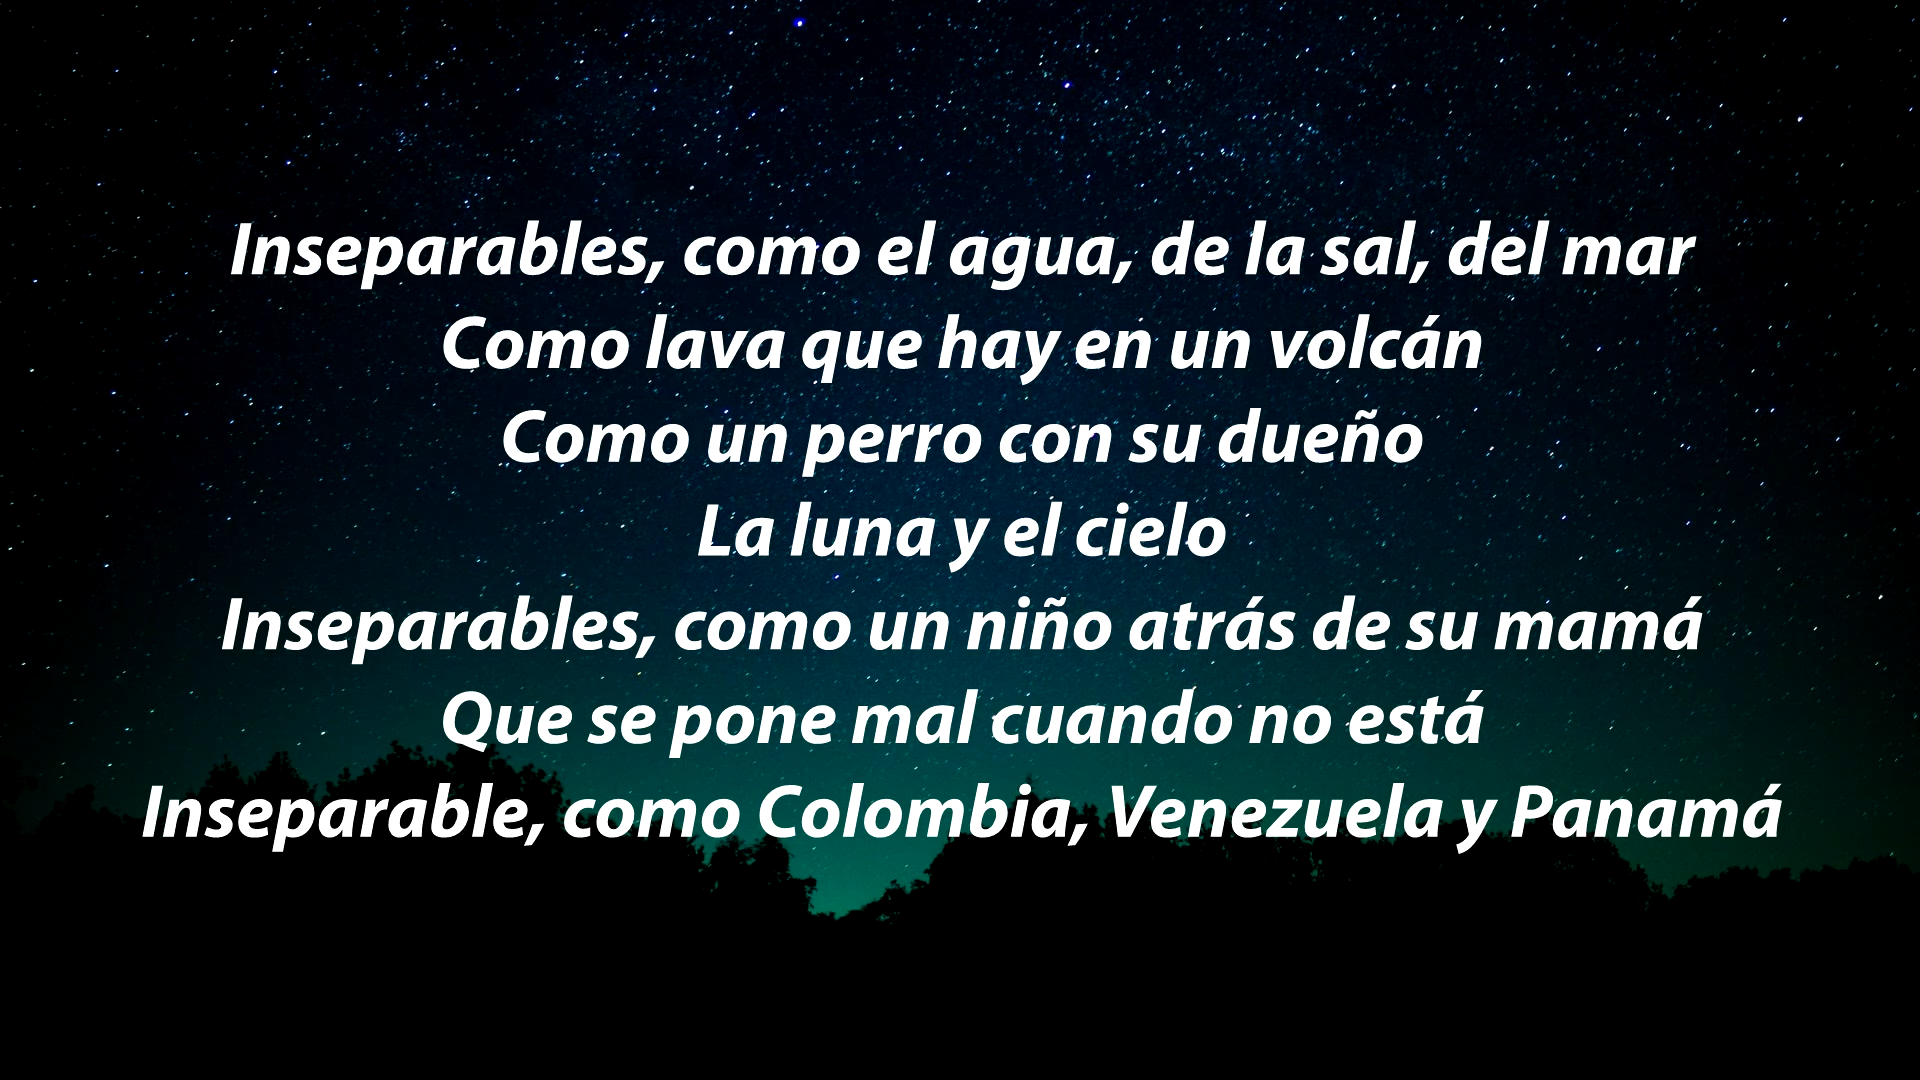 Inseparables, como el agua, de la sal, del mar
Como lava que hay en un volcán
Como un perro con su dueño
La luna y el cielo
Inseparables, como un niño atrás de su mamá
Que se pone mal cuando no está
Inseparable, como Colombia, Venezuela y Panamá